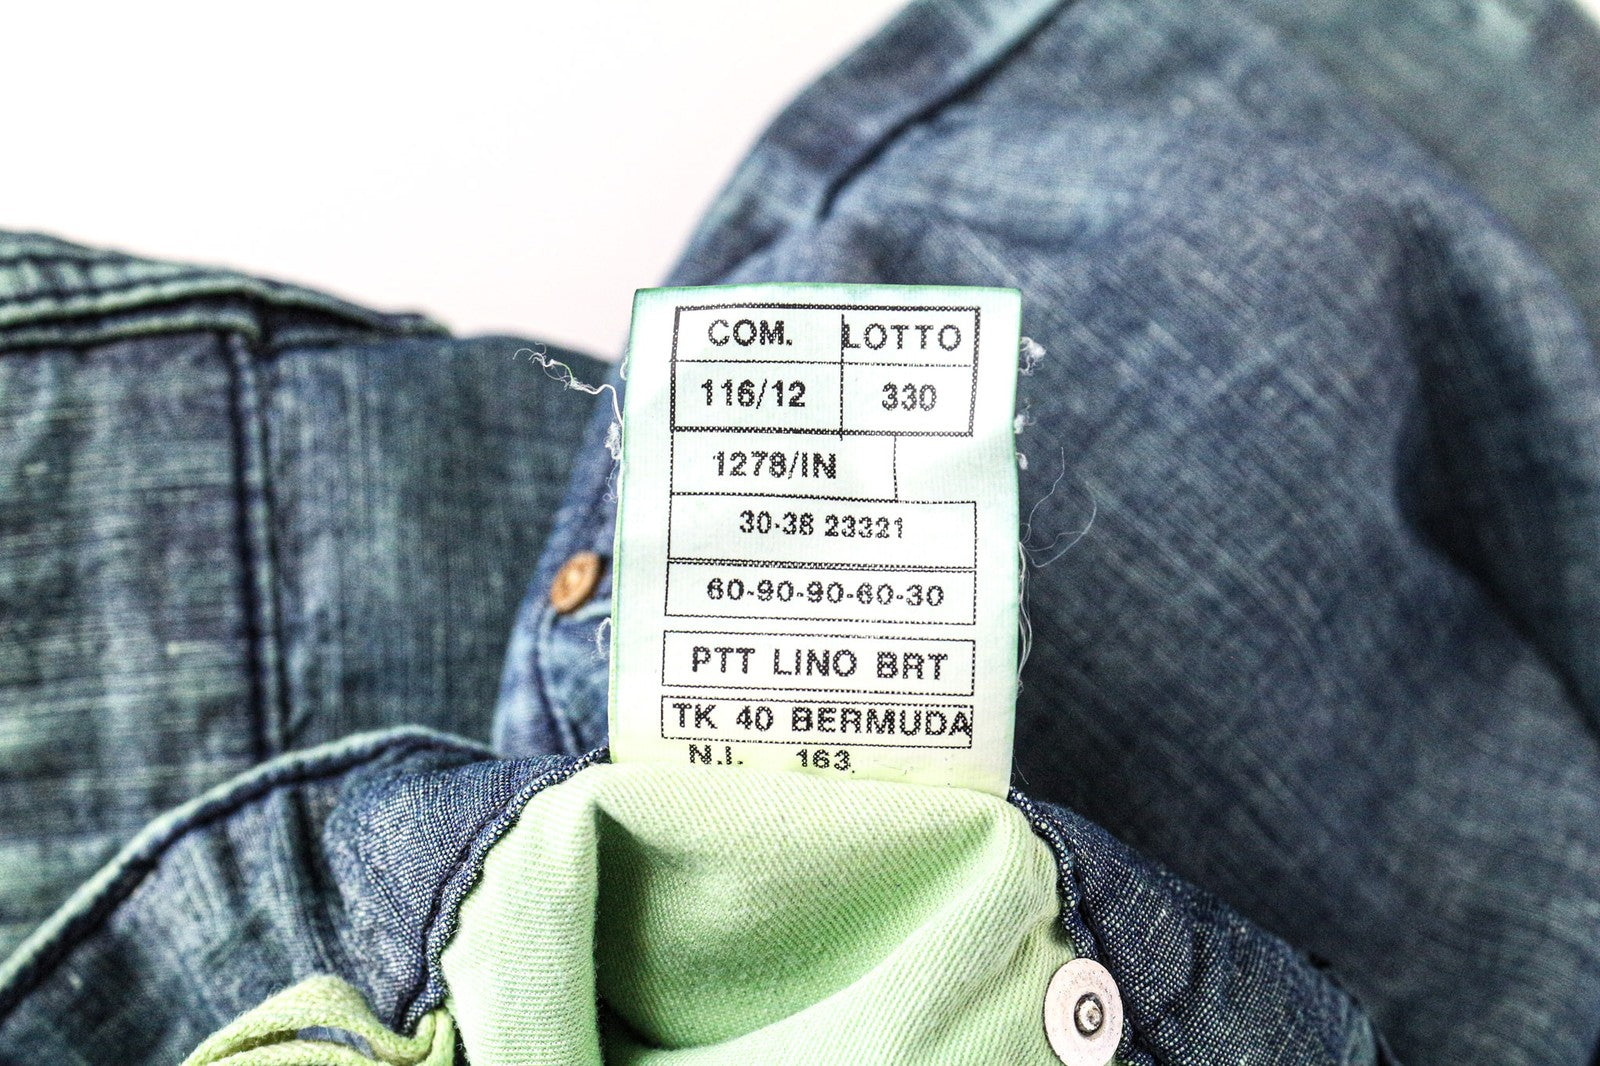 COM. LOTTO
116/12 330
1278/IN
30-38 23321
60-90-90-60-30
PTT LINO BRT
TK 40 BERMUDA
N.I. 163